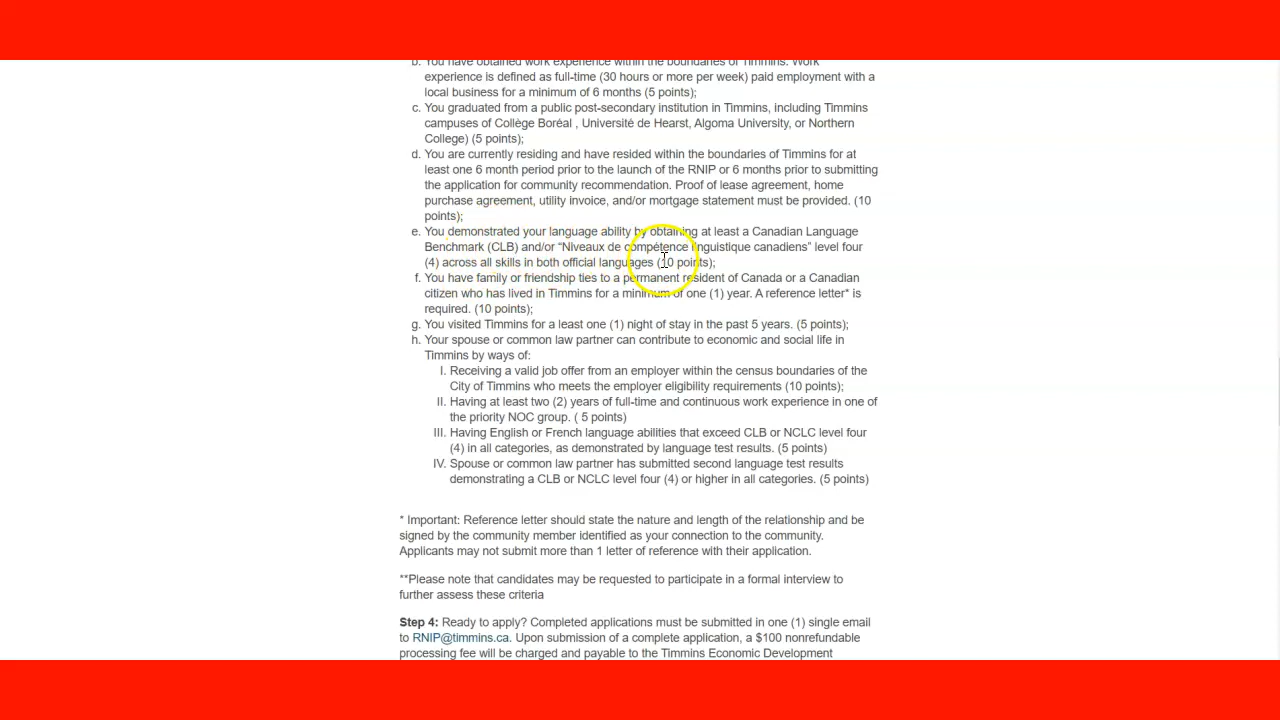 b. You have obtained work experience within the boundaries of Timmins. Work
experience is defined as full-time (30 hours or more per week) paid employment with a
local business for a minimum of 6 months (5 points);
c. You graduated from a public post-secondary institution in Timmins, including Timmins
campuses of Collège Boréal , Université de Hearst, Algoma University, or Northern
College) (5 points);
d. You are currently residing and have resided within the boundaries of Timmins for at
least one 6 month period prior to the launch of the RNIP or 6 months prior to submitting
the application for community recommendation. Proof of lease agreement, home
purchase agreement, utility invoice, and/or mortgage statement must be provided. (10
points);
e. You demonstrated your language ability by obtaining at least a Canadian Language
Benchmark (CLB) and/or “Niveaux de compétence linguistique canadiens” level four
(4) across all skills in both official languages (10 points);
f. You have family or friendship ties to a permanent resident of Canada or a Canadian
citizen who has lived in Timmins for a minimum of one (1) year. A reference letter* is
required. (10 points);
g. You visited Timmins for a least one (1) night of stay in the past 5 years. (5 points);
h. Your spouse or common law partner can contribute to economic and social life in
Timmins by ways of:
I. Receiving a valid job offer from an employer within the census boundaries of the
City of Timmins who meets the employer eligibility requirements (10 points);
II. Having at least two (2) years of full-time and continuous work experience in one of
the priority NOC group. ( 5 points)
III. Having English or French language abilities that exceed CLB or NCLC level four
(4) in all categories, as demonstrated by language test results. (5 points)
IV. Spouse or common law partner has submitted second language test results
demonstrating a CLB or NCLC level four (4) or higher in all categories. (5 points)
* Important: Reference letter should state the nature and length of the relationship and be
signed by the community member identified as your connection to the community.
Applicants may not submit more than 1 letter of reference with their application.
**Please note that candidates may be requested to participate in a formal interview to
further assess these criteria
Step 4: Ready to apply? Completed applications must be submitted in one (1) single email
to RNIP@timmins.ca. Upon submission of a complete application, a $100 nonrefundable
processing fee will be charged and payable to the Timmins Economic Development